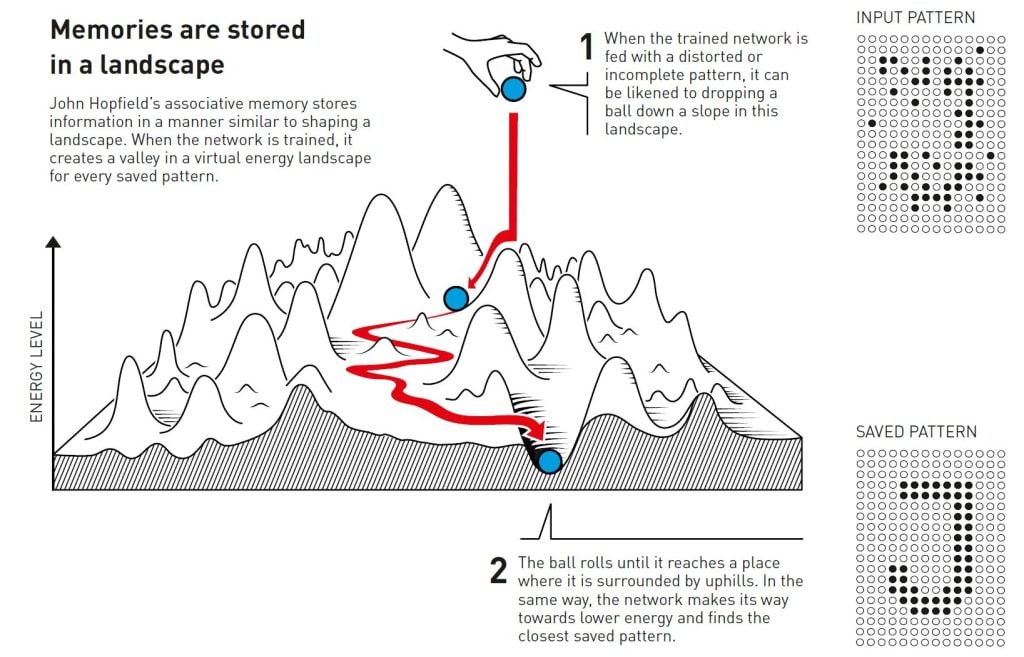 Memories are stored
in a landscape
John Hopfield’s associative memory stores
information in a manner similar to shaping a
landscape. When the network is trained, it
creates a valley in a virtual energy landscape
for every saved pattern.
1
When the trained network is
fed with a distorted or
incomplete pattern, it can
be likened to dropping a
ball down a slope in this
landscape.
INPUT PATTERN
ENERGY LEVEL
SAVED PATTERN
2
The ball rolls until it reaches a place
where it is surrounded by uphills. In the
same way, the network makes its way
towards lower energy and finds the
closest saved pattern.